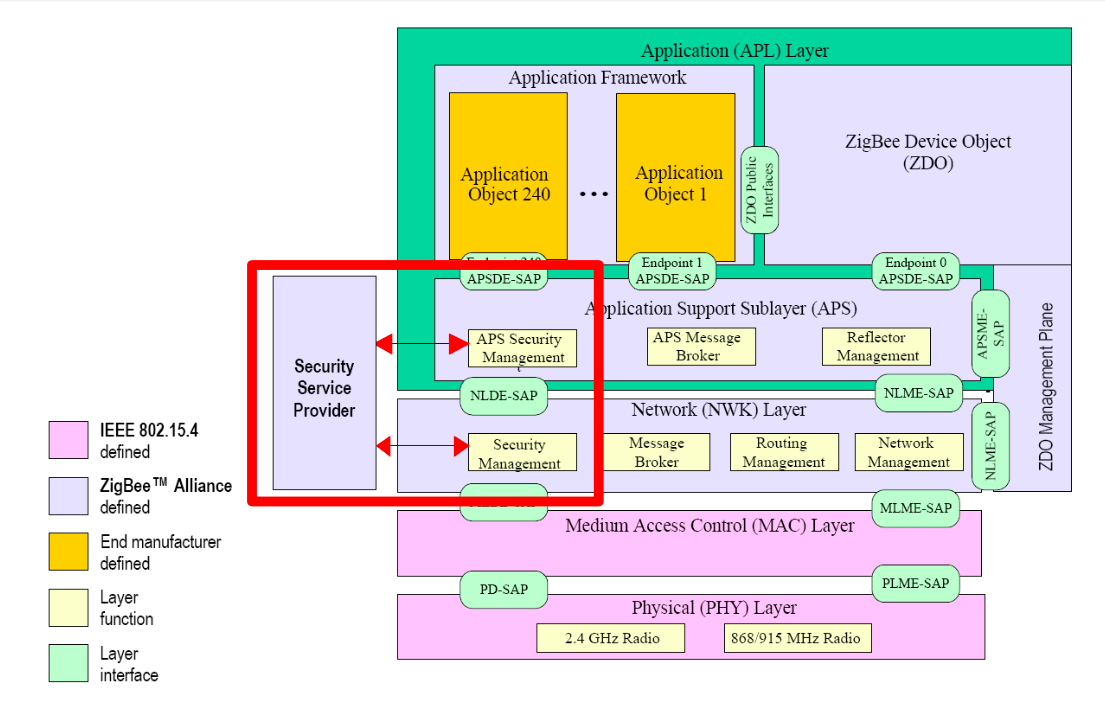 Application (APL) Layer
Application Framework
ZigBee Device Object
(ZDO)
Application
Object 240
...
Application
Object 1
ZDO Public
Interfaces
APSDE-SAP
Endpoint 1
APSDE-SAP
Endpoint 0
APSDE-SAP
Application Support Sublayer (APS)
APS Security
Management
APS Message
Broker
Reflector
Management
APSME-
SAP
Security
Service
Provider
NLDE-SAP
NLME-SAP
Network (NWK) Layer
Security
Management
Message
Broker
Routing
Management
Network
Management
NLME-SAP
ZDO Management Plane
MLME-SAP
Medium Access Control (MAC) Layer
PD-SAP
PLME-SAP
Physical (PHY) Layer
2.4 GHz Radio
868/915 MHz Radio
IEEE 802.15.4
defined
ZigBee™ Alliance
defined
End manufacturer
defined
Layer
function
Layer
interface